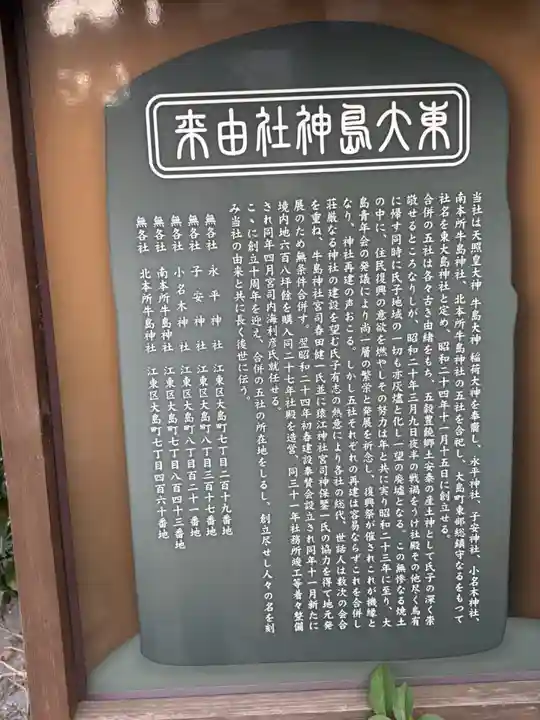 東大島神社由来
当社は天照皇大神 牛島大神 稲荷大神を奉齋し、永平神社、子安神社、小名木神社、
南本所牛島神社、北本所牛島神社の五社を合祀し、大島町東部総鎮守なるをもつて
社名を東大島神社と定め、昭和二十四年十一月十五日に創立せる。
合併の五社は各々古き由緒をもち、五穀豊饒郷土安泰の産土神として氏子の深く崇
敬せるところなりしが、昭和二十年三月九日夜半の戦禍をうけ社殿その他尽く烏有
に帰す同時に氏子地域の一切も亦灰燼と化し一望の廃墟となる。この無惨なる焼土
の中に、住民復興の意欲を燃やしその努力は年と共に実り昭和二十三年に至り、大
島青年会の発議により尚一層の繁栄と発展を祈念し、復興祭が催されこれが機縁と
なり、神社再建の声おこる。しかし五社それぞれの再建は容易ならずこれを合併し
荘厳なる神社の建設を望む氏子有志の熱意により各社の総代、世話人は数次の会合
を重ね、牛島神社宮司春田健一氏並に猿江神社宮司神保鑒一氏の協力を得て地元発
展のため無条件合併す。翌昭和二十四年初春建設奉賛会設立され同年十一月新たに
境内地六百八坪餘を購入同二十七年社殿を造営、同三十一年社務所竣工等着々整備
され同年四月宮司内海利彦氏就任せる。
ここに創立十周年を迎え、合併の五社の所在地をしるし、創立尽せし人々の名を刻
み当社の由来と共に長く後世に伝う。
無各社 永平神社 江東区大島町七丁目二百十九番地
無各社 子安神社 江東区大島町八丁目三百十七番地
無各社 小名木神社 江東区大島町八丁目百二十一番地
無各社 南本所牛島神社 江東区大島町七丁目八百四十三番地
無各社 北本所牛島神社 江東区大島町七丁目四百六十番地